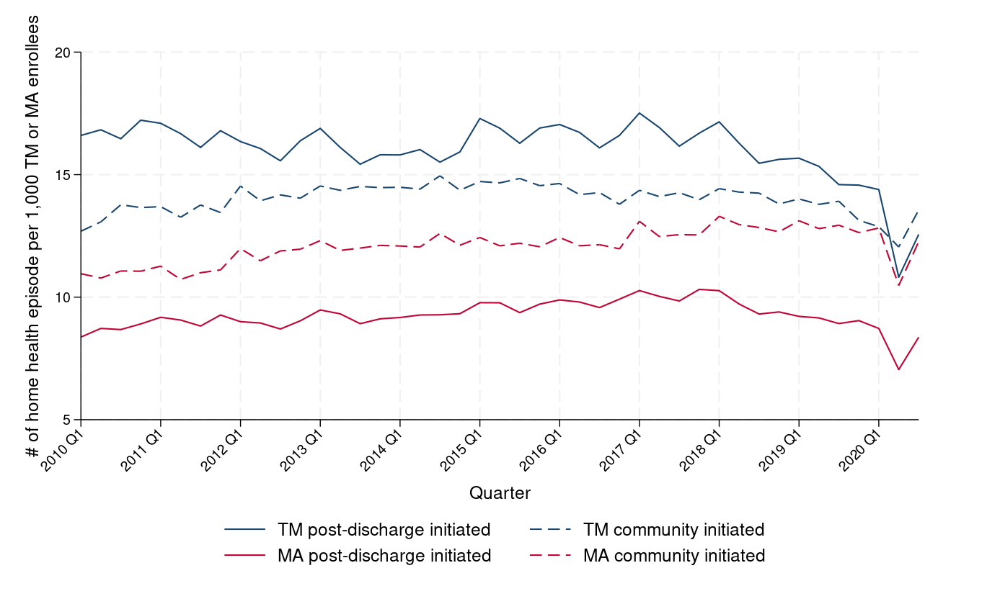 # of home health episode per 1,000 TM or MA enrollees
20
15
10
5
2010 Q1
2011 Q1
2012 Q1
2013 Q1
2014 Q1
2015 Q1
2016 Q1
2017 Q1
2018 Q1
2019 Q1
2020 Q1
Quarter
TM post-discharge initiated
TM community initiated
MA post-discharge initiated
MA community initiated